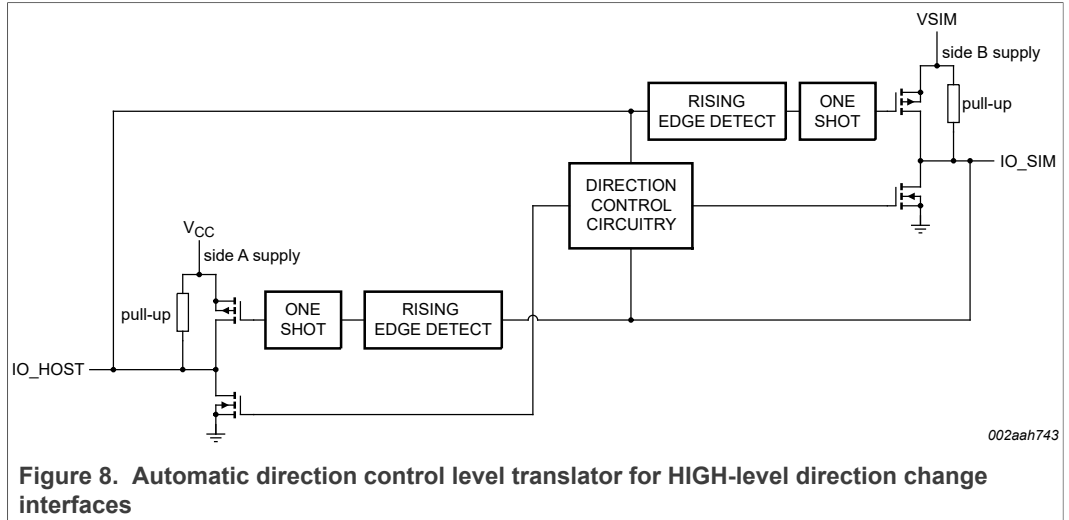 VSIM
side B supply
RISING
EDGE DETECT
ONE
SHOT
pull-up
IO_SIM
DIRECTION
CONTROL
CIRCUITRY
VCC
side A supply
pull-up
ONE
SHOT
RISING
EDGE DETECT
IO_HOST
002aah743
Figure 8. Automatic direction control level translator for HIGH-level direction change
interfaces